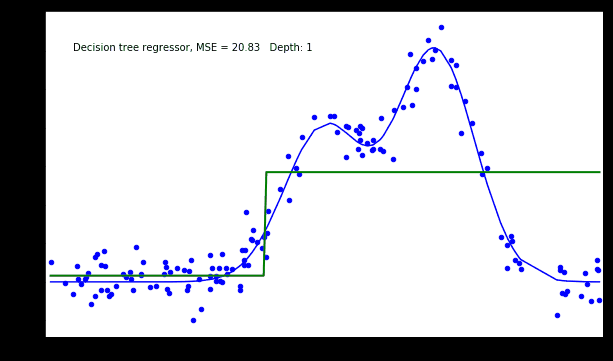 Decision tree regressor, MSE = 20.83   Depth: 1